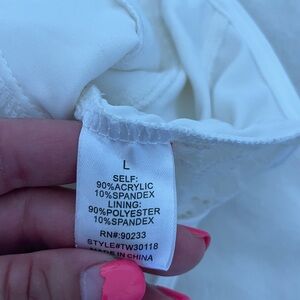 L
SELF:
90%ACRYLIC
10%SPANDEX
LINING:
90%POLYESTER
10%SPANDEX
RN#:90233
STYLE#TW30118
MADE IN CHINA